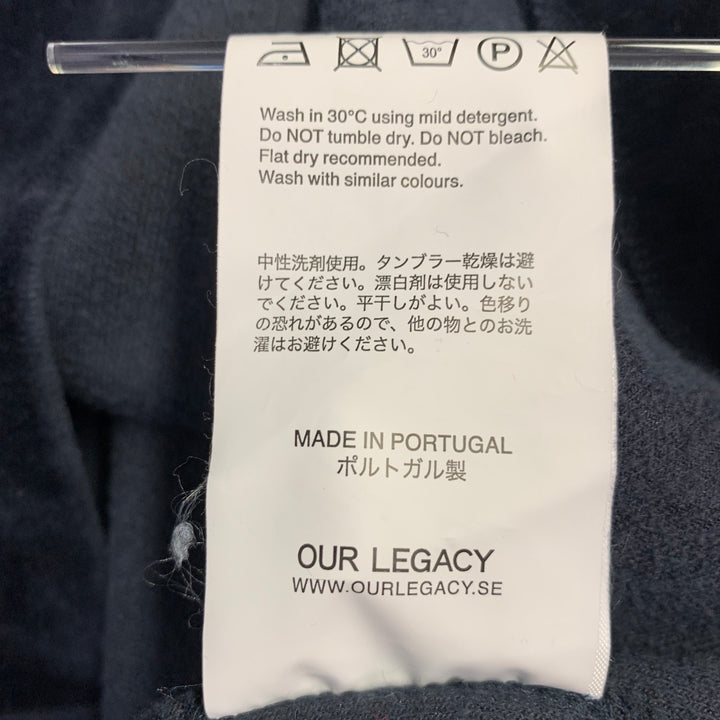 30°
P
Wash in 30°C using mild detergent.
Do NOT tumble dry. Do NOT bleach.
Flat dry recommended.
Wash with similar colours.
中性洗剤使用。タンブラー乾燥は避
けてください。漂白剤は使用しない
でください。平干しがよい。色移り
の恐れがあるので、他の物とのお洗
濯はお避けください。
MADE IN PORTUGAL
ポルトガル製
OUR LEGACY
WWW.OURLEGACY.SE